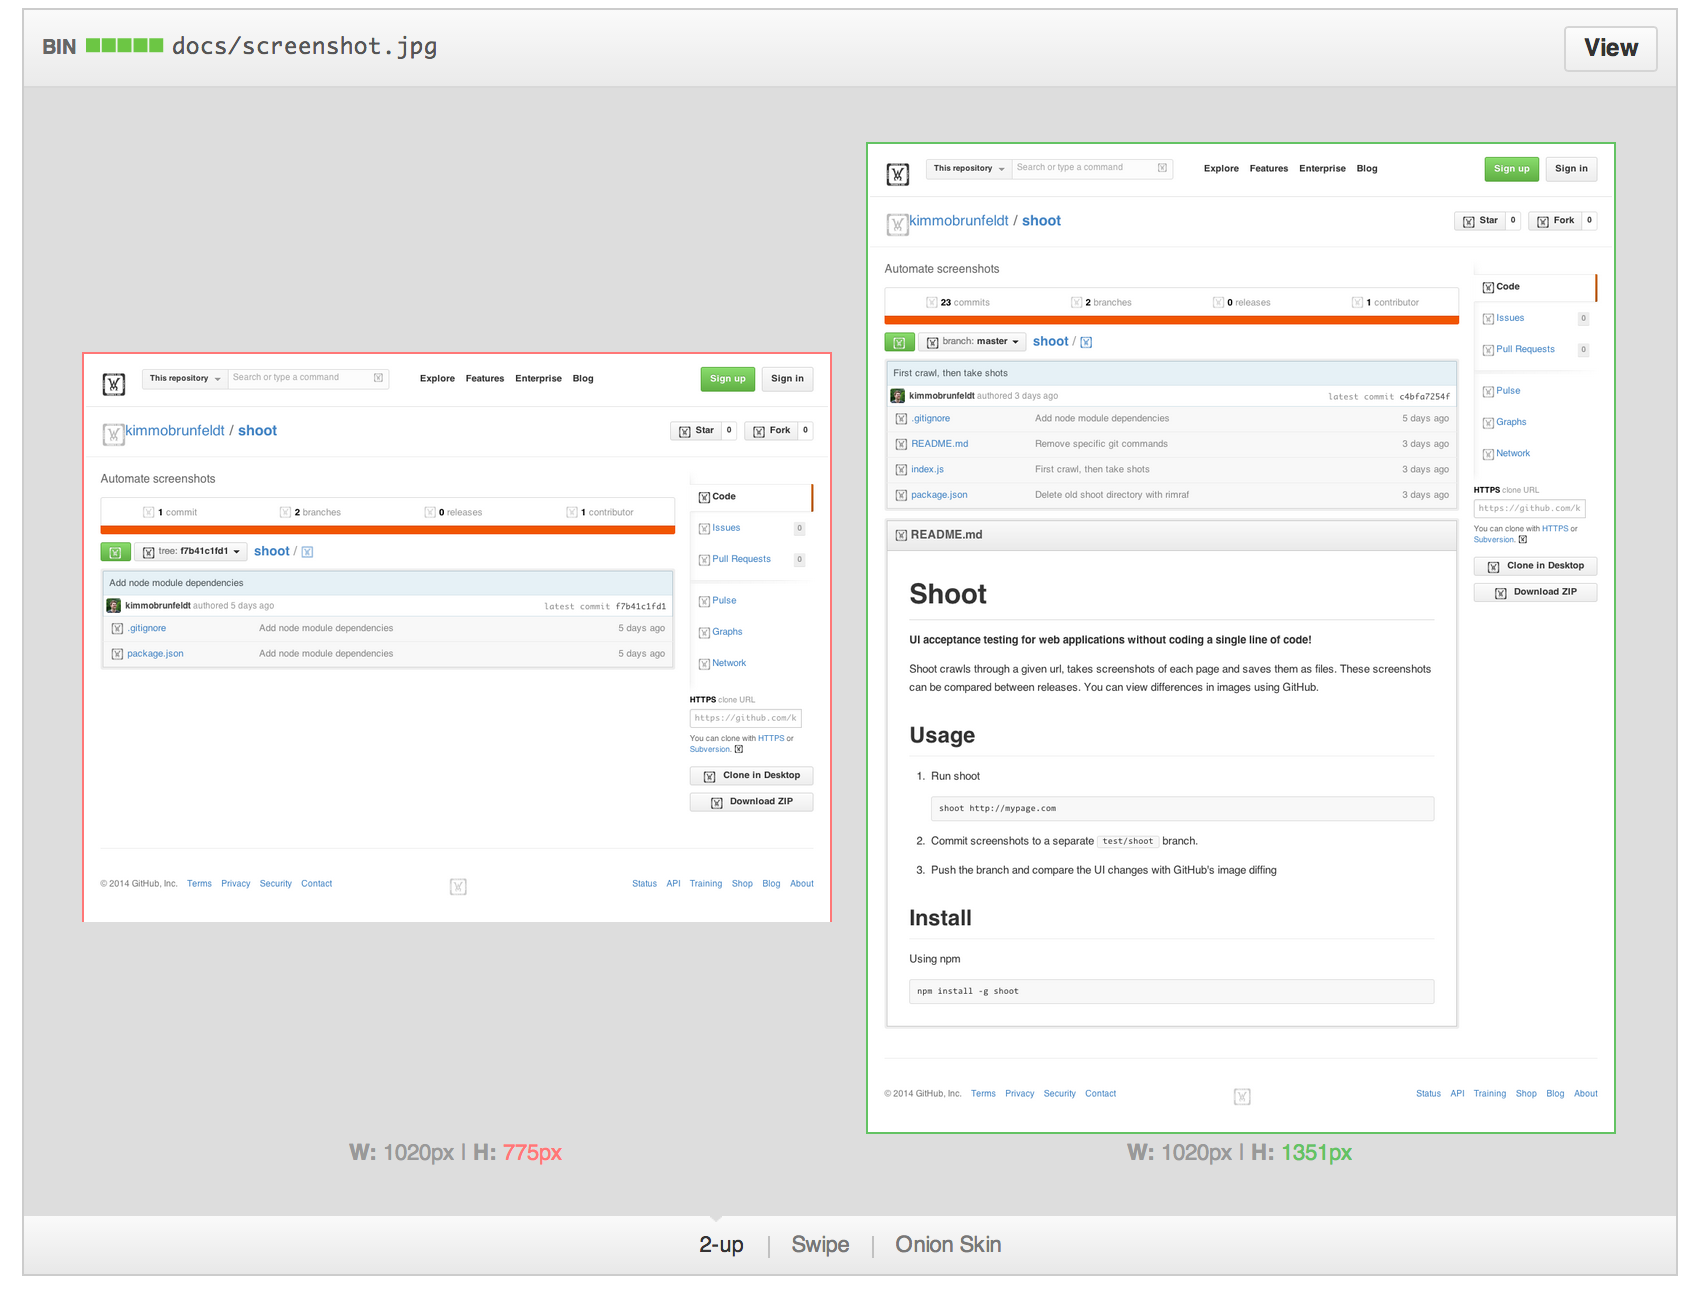 BIN docs/screenshot.jpg View
This repository Search or type a command Explore Features Enterprise Blog Sign up Sign in
kimmobrunfeldt / shoot Star 0 Fork 0
Automate screenshots
1 commit 2 branches 0 releases 1 contributor
tree: f7b41c1fd1 shoot /
Add node module dependencies
kimmobrunfeldt authored 5 days ago latest commit f7b41c1fd1
.gitignore Add node module dependencies 5 days ago
package.json Add node module dependencies 5 days ago
Code
Issues 0
Pull Requests 0
Pulse
Graphs
Network
HTTPS clone URL
https://github.com/k
You can clone with HTTPS or
Subversion.
Clone in Desktop
Download ZIP
© 2014 GitHub, Inc. Terms Privacy Security Contact Status API Training Shop Blog About
W: 1020px | H: 775px
This repository Search or type a command Explore Features Enterprise Blog Sign up Sign in
kimmobrunfeldt / shoot Star 0 Fork 0
Automate screenshots
23 commits 2 branches 0 releases 1 contributor
branch: master shoot /
First crawl, then take shots
kimmobrunfeldt authored 3 days ago latest commit c4bfa7254f
.gitignore Add node module dependencies 5 days ago
README.md Remove specific git commands 3 days ago
index.js First crawl, then take shots 3 days ago
package.json Delete old shoot directory with rimraf 3 days ago
README.md
Shoot
UI acceptance testing for web applications without coding a single line of code!
Shoot crawls through a given url, takes screenshots of each page and saves them as files. These screenshots
can be compared between releases. You can view differences in images using GitHub.
Usage
1. Run shoot
shoot http://mypage.com
2. Commit screenshots to a separate test/shoot branch.
3. Push the branch and compare the UI changes with GitHub's image diffing
Install
Using npm
npm install -g shoot
Code
Issues 0
Pull Requests 0
Pulse
Graphs
Network
HTTPS clone URL
https://github.com/k
You can clone with HTTPS or
Subversion.
Clone in Desktop
Download ZIP
© 2014 GitHub, Inc. Terms Privacy Security Contact Status API Training Shop Blog About
W: 1020px | H: 1351px
2-up | Swipe | Onion Skin